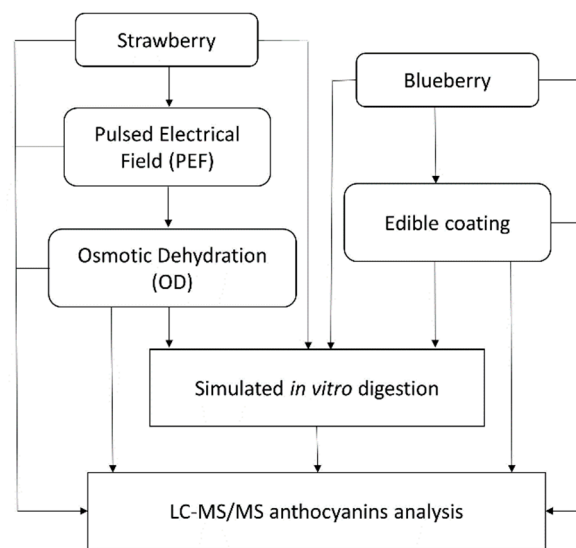 Strawberry
Blueberry
Pulsed Electrical
Field (PEF)
Edible coating
Osmotic Dehydration
(OD)
Simulated in vitro digestion
LC-MS/MS anthocyanins analysis